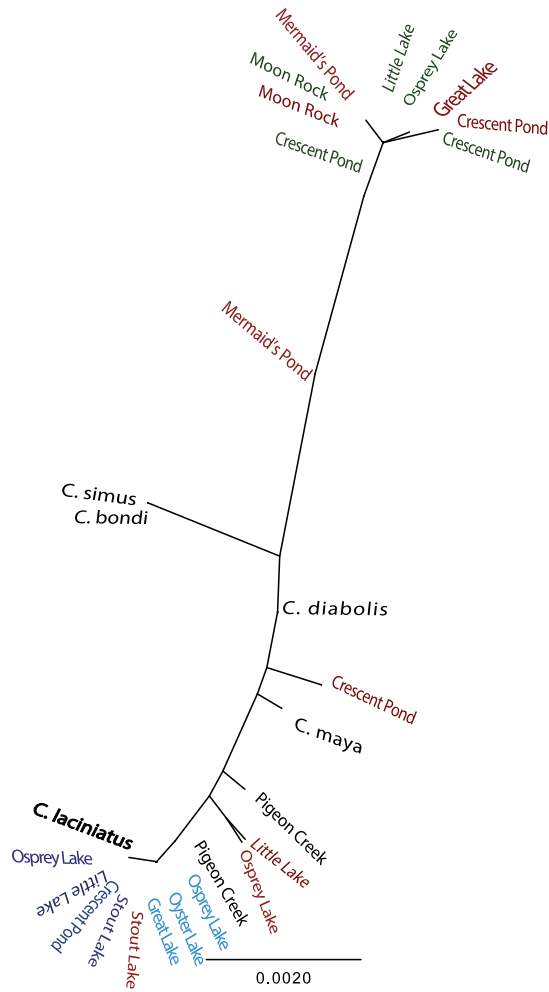 Mermaid's Pond
Little Lake
Osprey Lake
Moon Rock
Great Lake
Moon Rock
Crescent Pond
Crescent Pond
Crescent Pond
Mermaid's Pond
C. simus
C. bondi
C. diabolis
Crescent Pond
C. maya
Pigeon Creek
C. laciniatus
Little Lake
Osprey Lake
Pigeon Creek
Osprey Lake
Little Lake
Crescent Pond
Stout Lake
Stout Lake
Great Lake
Oyster Lake
Osprey Lake
0.0020